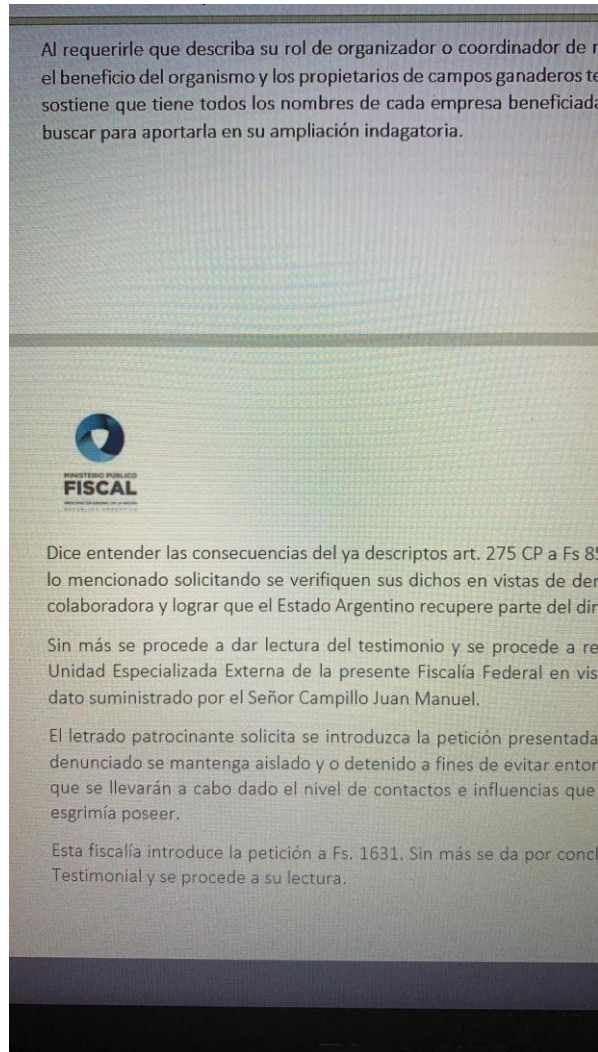 Al requerirle que describa su rol de organizador o coordinador de
el beneficio del organismo y los propietarios de campos ganaderos
sostiene que tiene todos los nombres de cada empresa
buscar para aportarla en su ampliación indagatoria.
MINISTERIO PÚBLICO
FISCAL
Dice entender las consecuencias del ya descriptos art. 275 CP a Fs
lo mencionado solicitando se verifiquen sus dichos en vistas de
colaboradora y lograr que el Estado Argentino recupere parte del
Sin más se procede a dar lectura del testimonio y se procede a
Unidad Especializada Externa de la presente Fiscalía Federal en
dato suministrado por el Señor Campillo Juan Manuel.
El letrado patrocinante solicita se introduzca la petición presentada
denunciado se mantenga aislado y o detenido a fines de evitar
que se llevarán a cabo dado el nivel de contactos e influencias que
esgrimía poseer.
Esta fiscalía introduce la petición a Fs. 1631. Sin más se da por
Testimonial y se procede a su lectura.